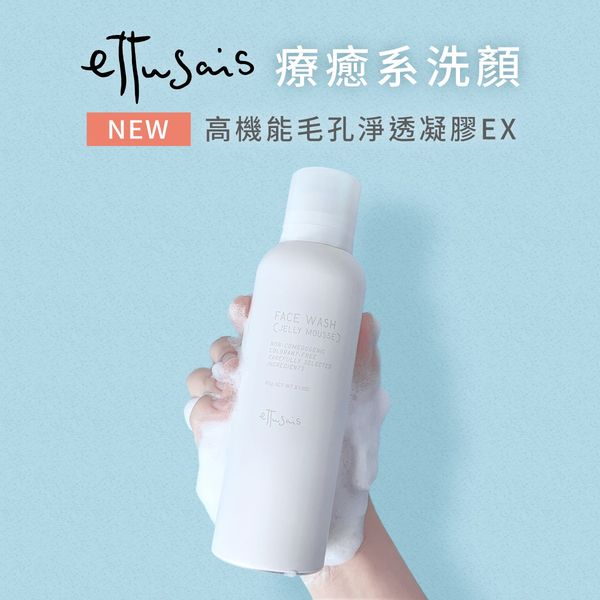 ettusais 療癒系洗顏
NEW 高機能毛孔淨透凝膠EX
FACE WASH
(JELLY MOUSSE)
NON-COMEDOGENIC
COLORANT-FREE
CAREFULLY SELECTED
INGREDIENTS
ettusais